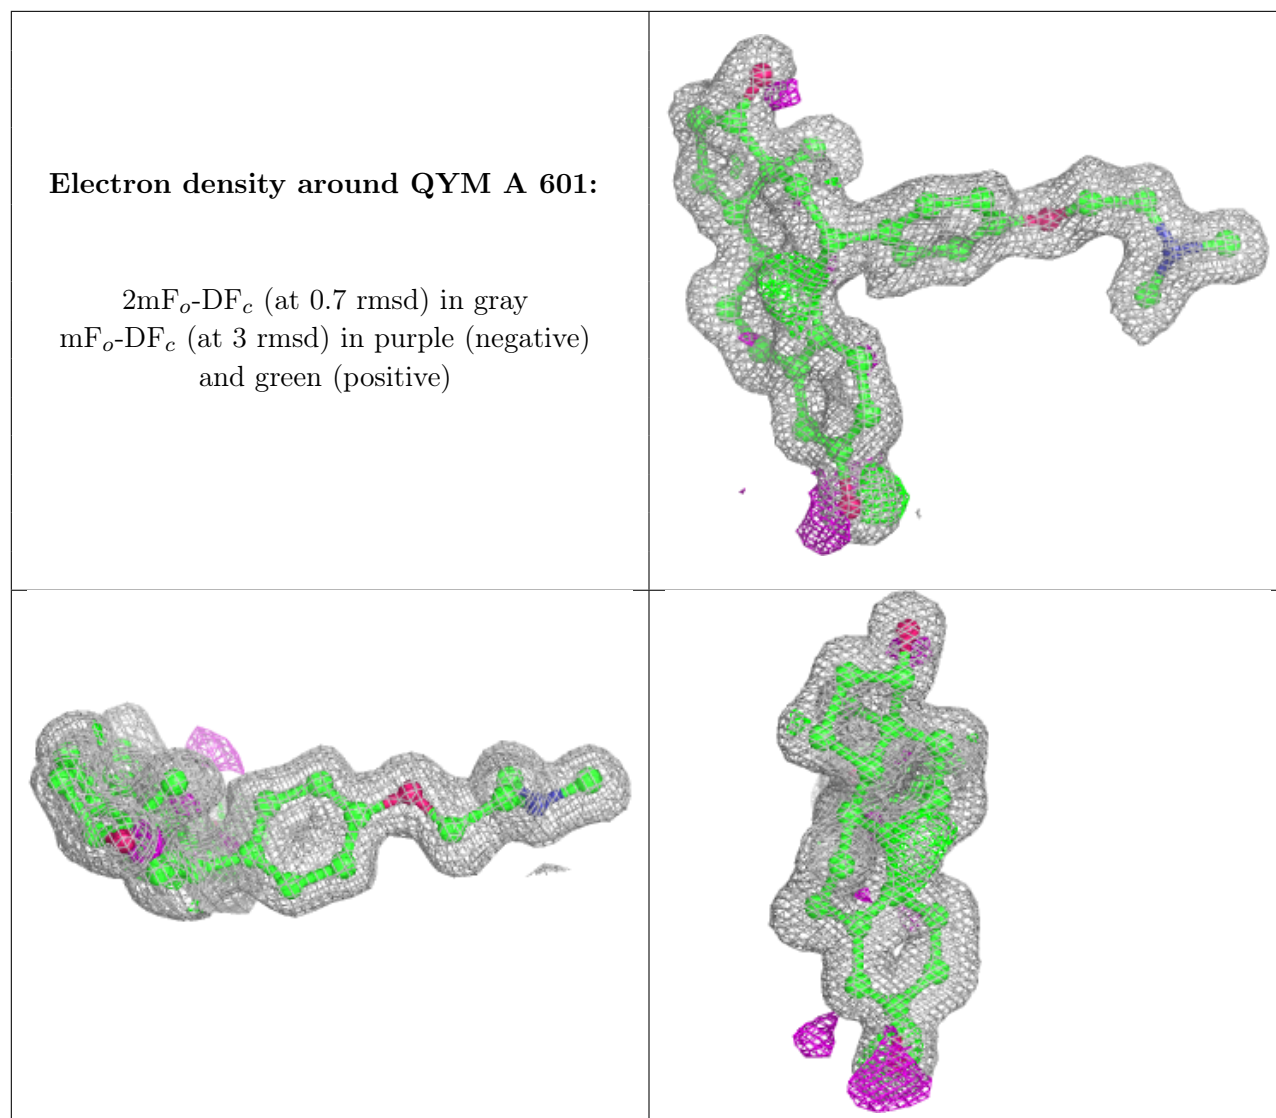 Electron density around QYM A 601:
2mFo-DFc (at 0.7 rmsd) in gray
mFo-DFc (at 3 rmsd) in purple (negative)
and green (positive)